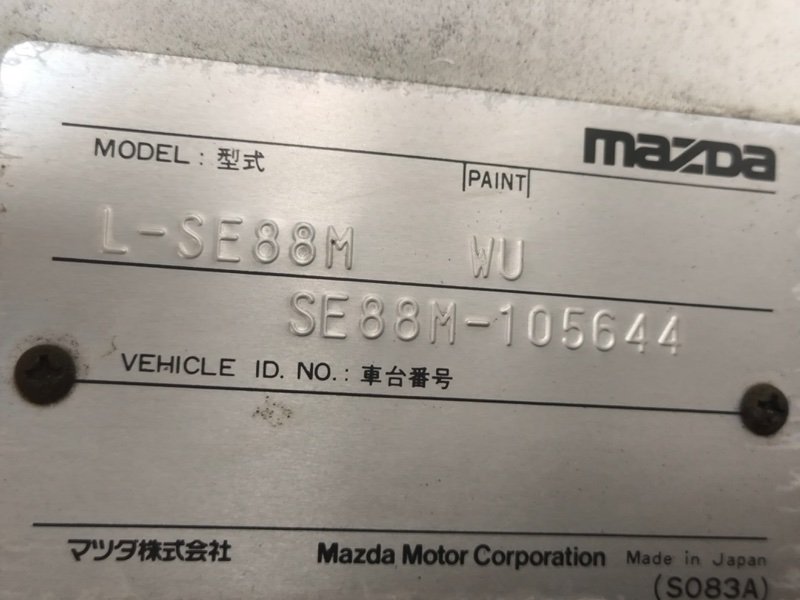 mazda
MODEL : 型式
PAINT
L-SE88M WU
SE88M-105644
VEHICLE ID. NO. : 車台番号
マツダ株式会社 Mazda Motor Corporation Made in Japan
(S083A)